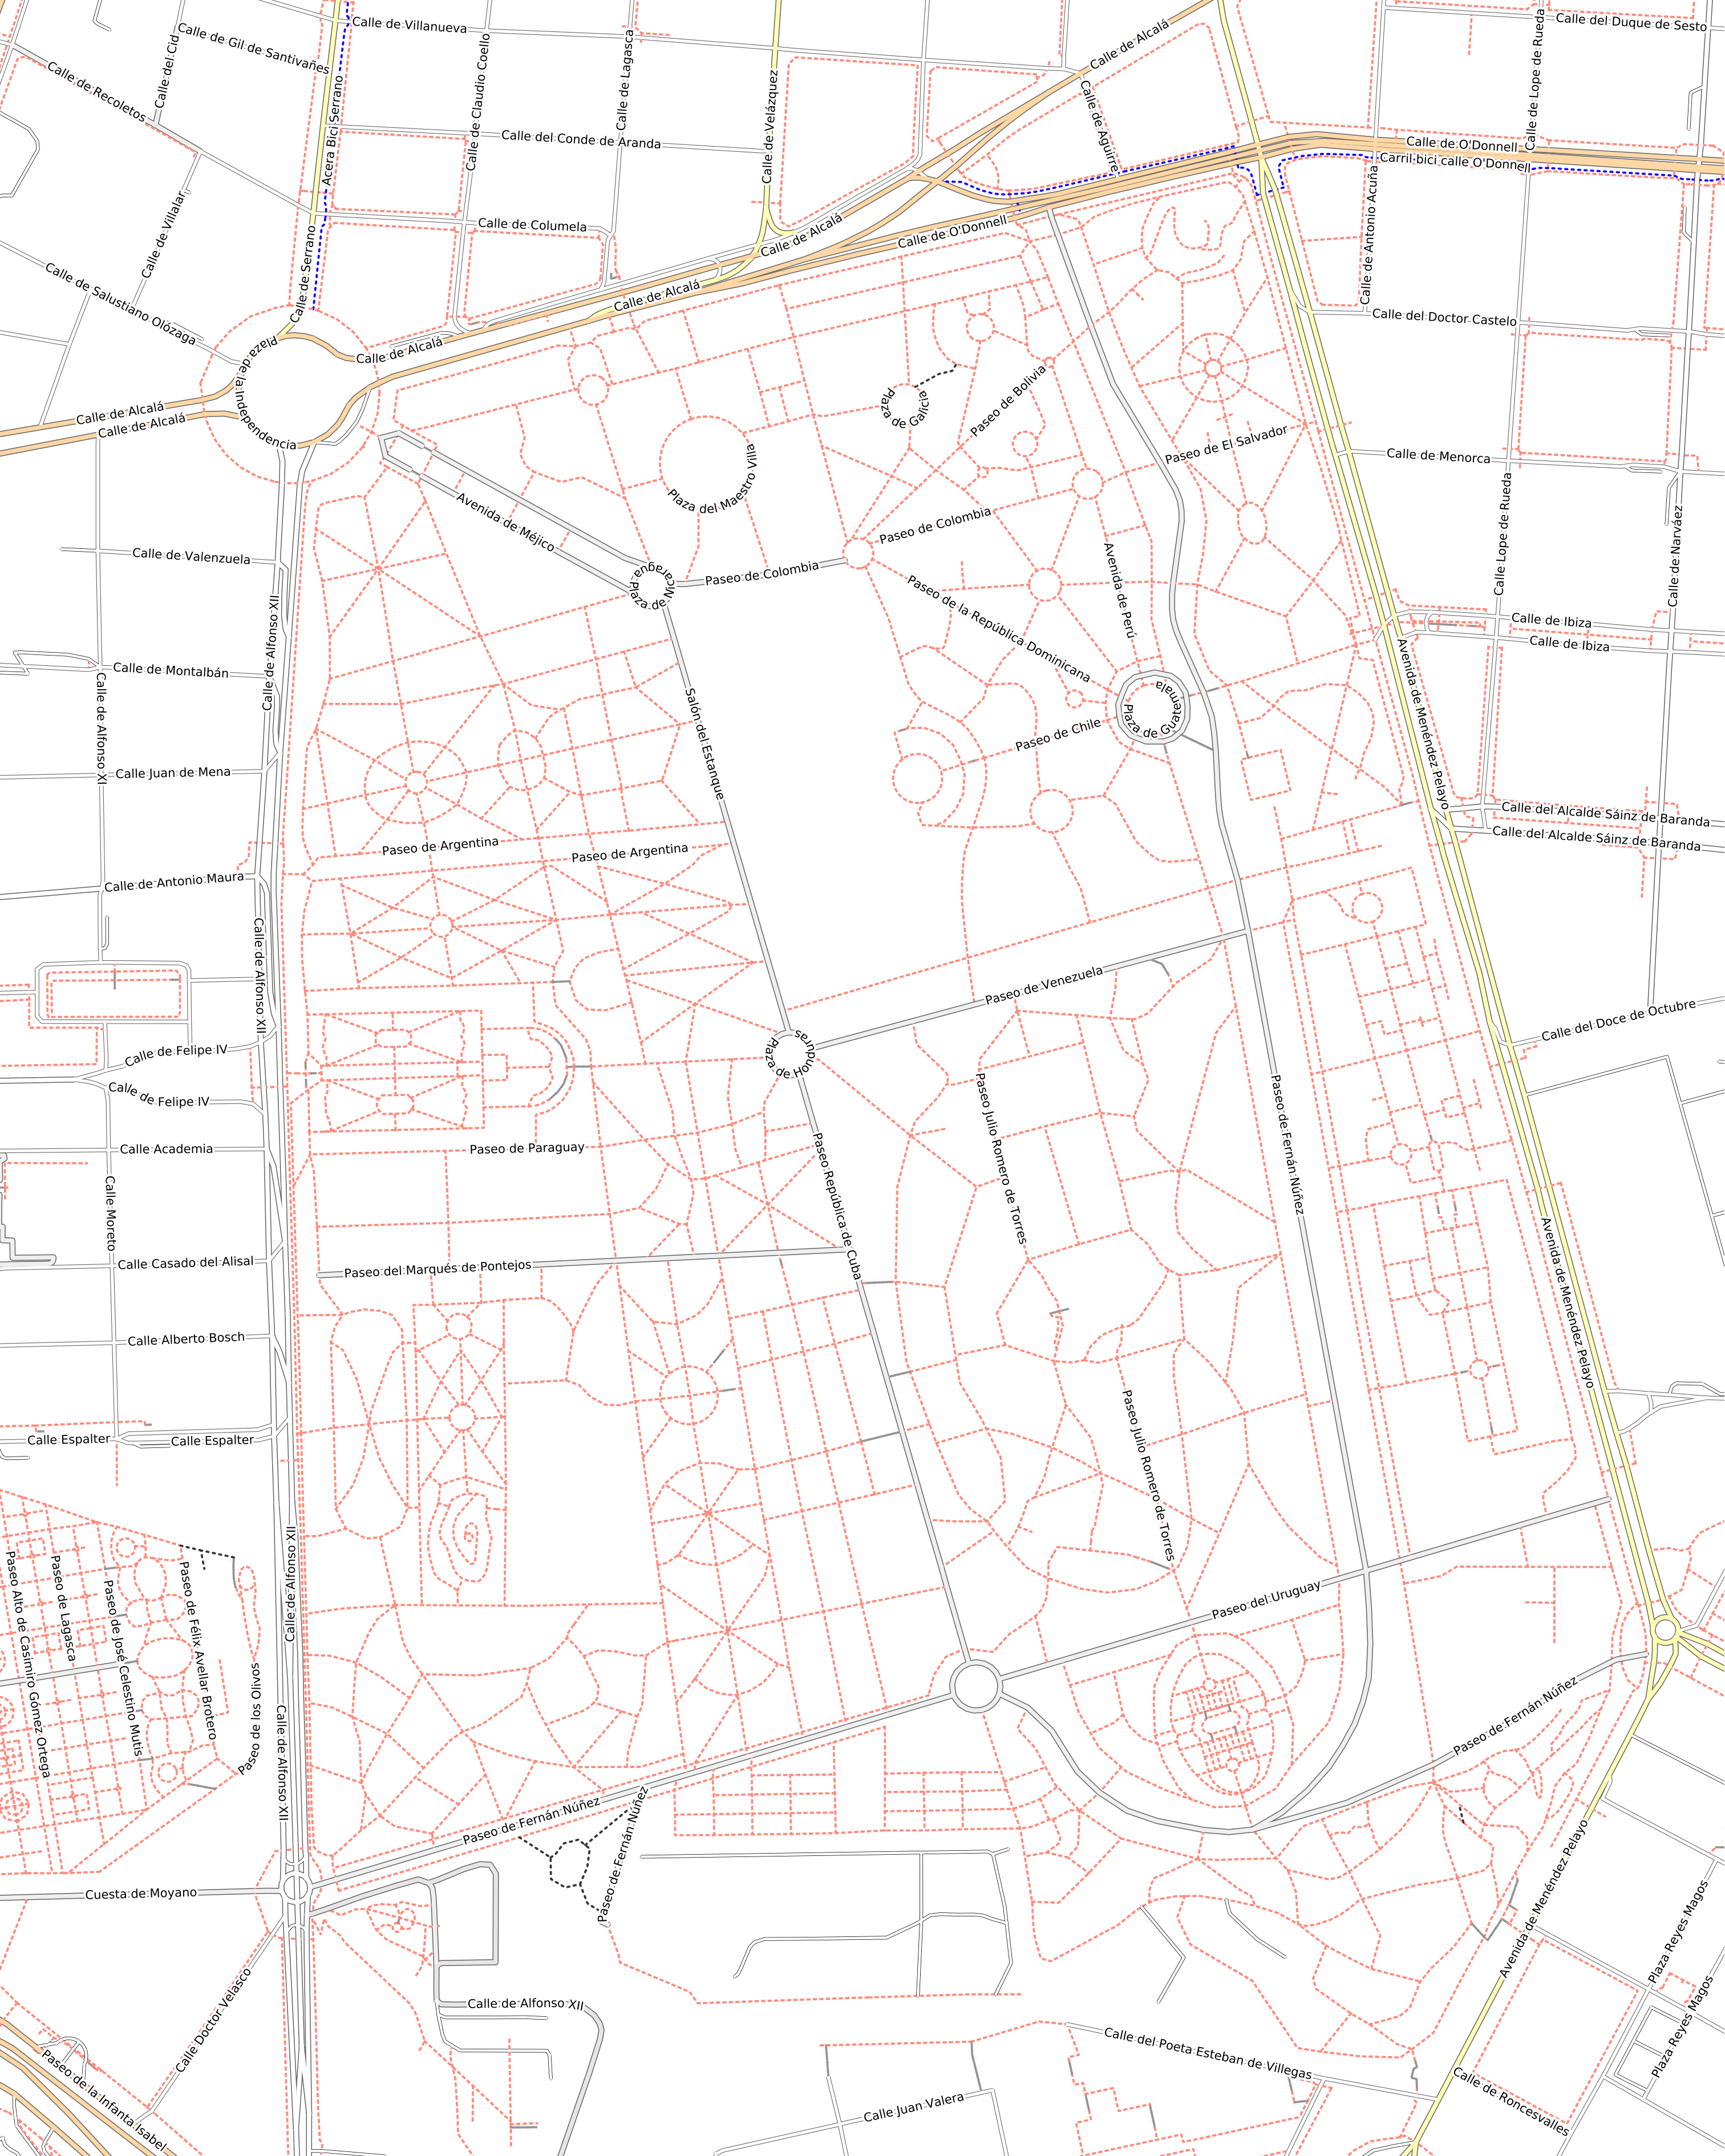 Calle de Villanueva
Calle de Alcalá
Calle del Duque de Sesto
Calle de Gil de Santivañes
Calle del Cid
Calle de Claudio Coello
Calle de Lagasca
Calle de Lope de Rueda
Calle de Recoletos
Acera Bici Serrano
Calle de Velázquez
Calle de Aguirre
Calle del Conde de Aranda
Calle de O'Donnell
Carril bici calle O'Donnell
Calle de Villalar
Calle de Columela
Calle de Alcalá
Calle de O'Donnell
Calle de Antonio Acuña
Calle de Serrano
Calle de Salustiano Olózaga
Calle de Alcalá
Calle del Doctor Castelo
Plaza de la Independencia
Calle de Alcalá
Calle de Alcalá
Calle de Alcalá
Plaza de Galicia
Paseo de Bolivia
Paseo de El Salvador
Calle de Menorca
Plaza del Maestro Villa
Avenida de Méjico
Paseo de Colombia
Calle Lope de Rueda
Calle de Narváez
Calle de Valenzuela
Plaza de Nicaragua
Paseo de Colombia
Avenida de Perú
Paseo de la República Dominicana
Calle de Ibiza
Calle de Ibiza
Calle de Alfonso XII
Calle de Montalbán
Calle de Alfonso XI
Salón del Estanque
Plaza de Guatemala
Paseo de Chile
Avenida de Menéndez Pelayo
Calle Juan de Mena
Calle del Alcalde Sáinz de Baranda
Calle del Alcalde Sáinz de Baranda
Paseo de Argentina
Paseo de Argentina
Calle de Antonio Maura
Calle de Alfonso XII
Paseo de Venezuela
Calle del Doce de Octubre
Plaza de Honduras
Calle de Felipe IV
Calle de Felipe IV
Paseo Julio Romero de Torres
Paseo de Fernán Núñez
Calle Academia
Paseo de Paraguay
Paseo República de Cuba
Calle Moreto
Calle Casado del Alisal
Paseo del Marqués de Pontejos
Avenida de Menéndez Pelayo
Calle Alberto Bosch
Paseo Julio Romero de Torres
Calle Espalter
Calle Espalter
Calle de Alfonso XII
Paseo Alto de Casimiro Gómez Ortega
Paseo de Lagasca
Paseo de José Celestino Mutis
Paseo de Félix Avellar Brotero
Paseo de los Olivos
Paseo del Uruguay
Calle de Alfonso XII
Paseo de Fernán Núñez
Paseo de Fernán Núñez
Paseo de Fernán Núñez
Avenida de Menéndez Pelayo
Cuesta de Moyano
Plaza Reyes Magos
Plaza Reyes Magos
Calle Doctor Velasco
Calle de Alfonso XII
Paseo de la Infanta Isabel
Calle del Poeta Esteban de Villegas
Calle de Roncesvalles
Calle Juan Valera